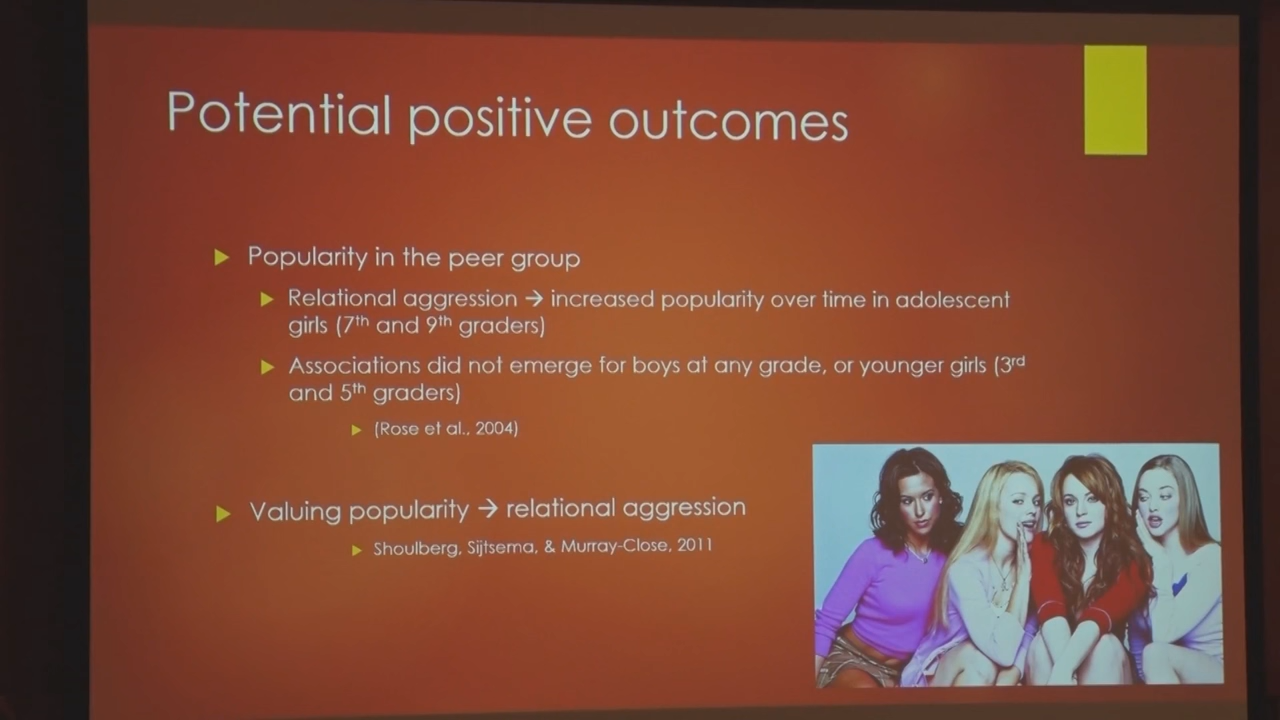 Potential positive outcomes
Popularity in the peer group
Relational aggression → increased popularity over time in adolescent
girls (7th and 9th graders)
Associations did not emerge for boys at any grade, or younger girls (3rd
and 5th graders)
(Rose et al., 2004)
Valuing popularity → relational aggression
Shoulberg, Sijtsema, & Murray-Close, 2011